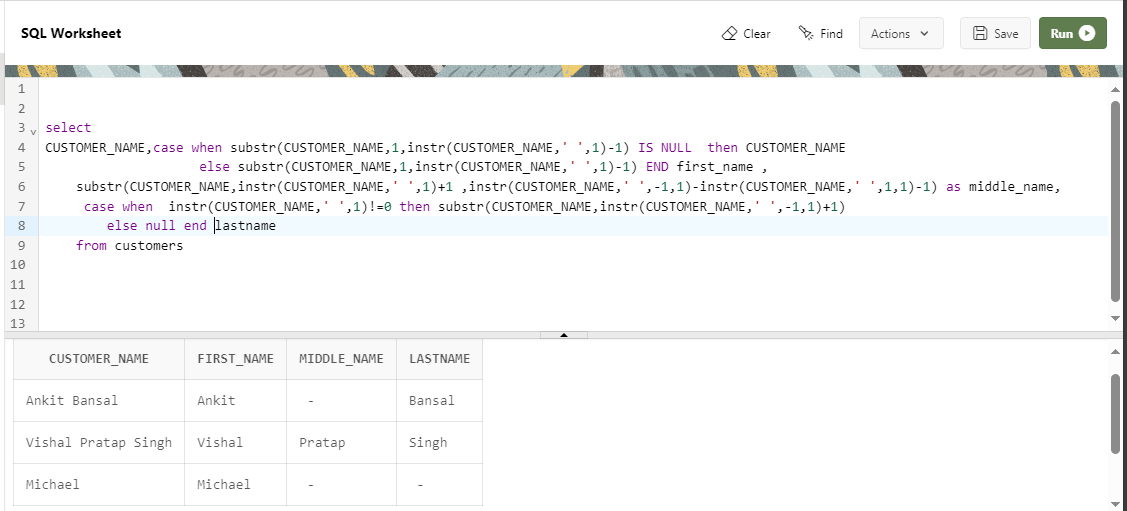 SQL Worksheet Clear Find Actions Save Run
1
2
3 select
4 CUSTOMER_NAME,case when substr(CUSTOMER_NAME,1,instr(CUSTOMER_NAME,' ',1)-1) IS NULL  then CUSTOMER_NAME
5 else substr(CUSTOMER_NAME,1,instr(CUSTOMER_NAME,' ',1)-1) END first_name ,
6 substr(CUSTOMER_NAME,instr(CUSTOMER_NAME,' ',1)+1 ,instr(CUSTOMER_NAME,' ',-1,1)-instr(CUSTOMER_NAME,' ',1,1)-1) as middle_name,
7 case when  instr(CUSTOMER_NAME,' ',1)!=0 then substr(CUSTOMER_NAME,instr(CUSTOMER_NAME,' ',-1,1)+1)
8 else null end lastname
9 from customers
10
11
12
13
CUSTOMER_NAME FIRST_NAME MIDDLE_NAME LASTNAME
Ankit Bansal Ankit - Bansal
Vishal Pratap Singh Vishal Pratap Singh
Michael Michael - -